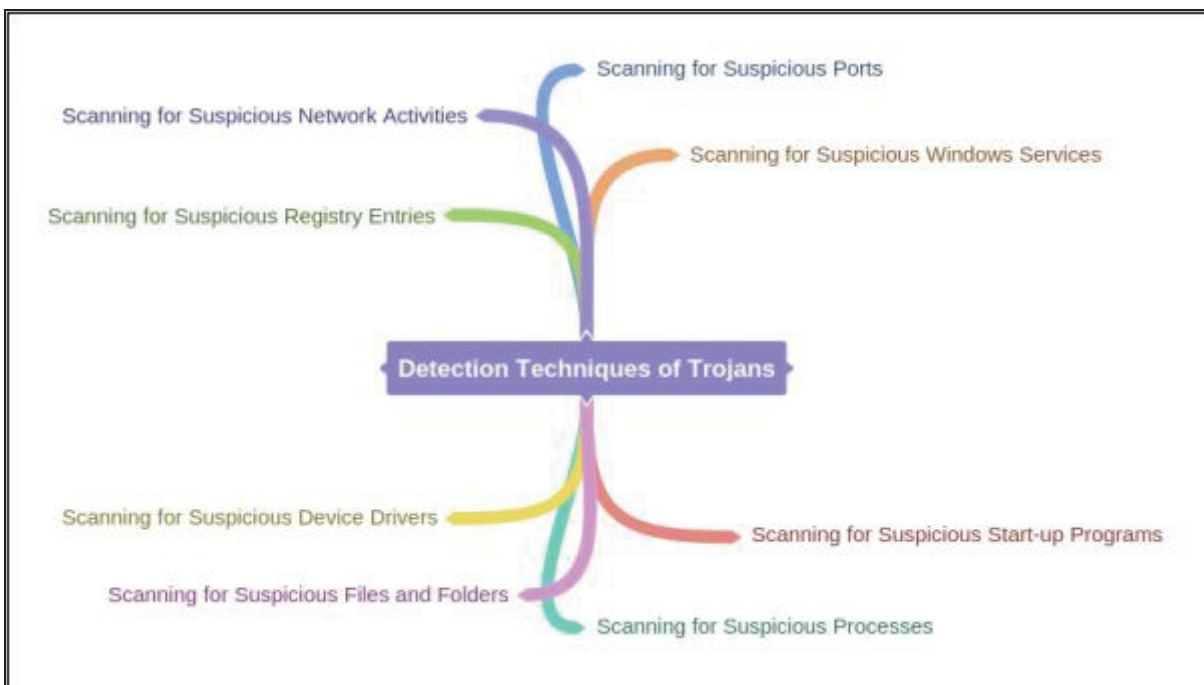 Scanning for Suspicious Ports
Scanning for Suspicious Network Activities
Scanning for Suspicious Windows Services
Scanning for Suspicious Registry Entries
Detection Techniques of Trojans
Scanning for Suspicious Device Drivers
Scanning for Suspicious Start-up Programs
Scanning for Suspicious Files and Folders
Scanning for Suspicious Processes